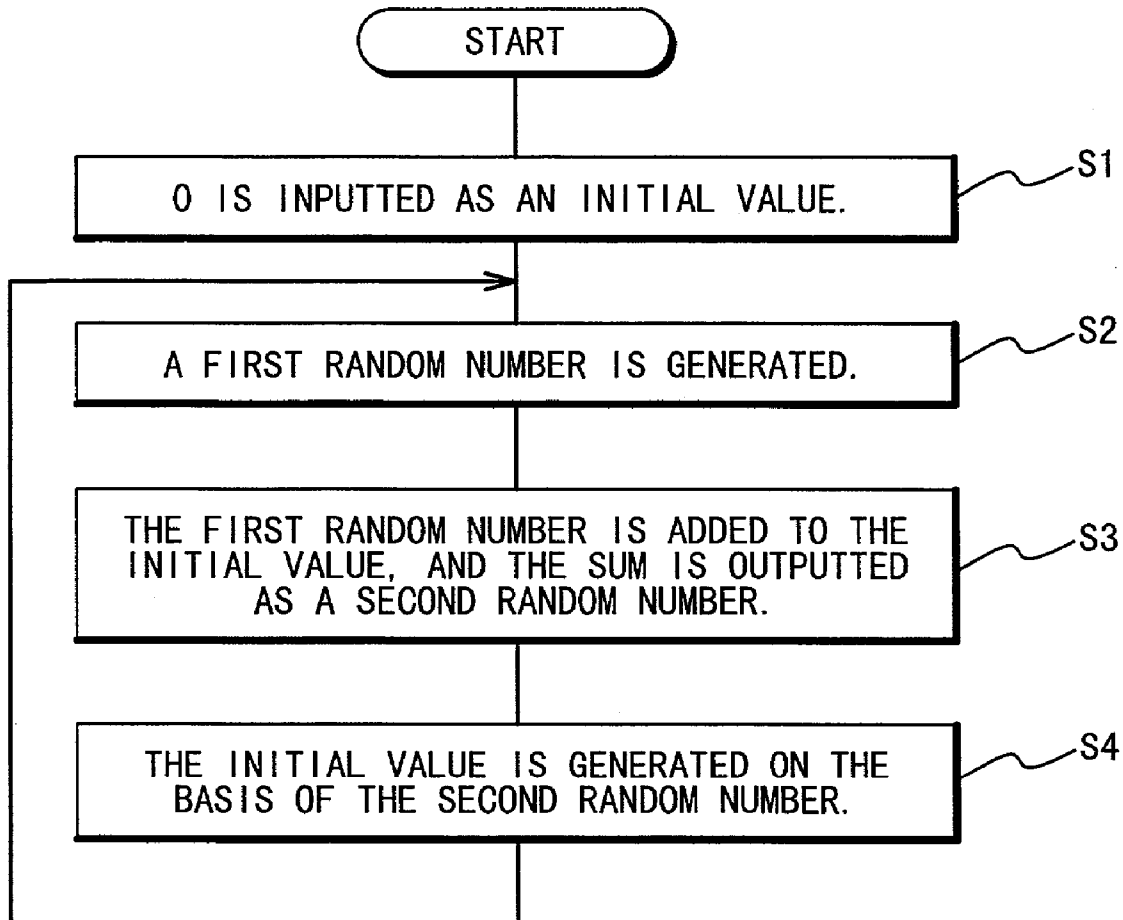 START
0 IS INPUTTED AS AN INITIAL VALUE.
S1
A FIRST RANDOM NUMBER IS GENERATED.
S2
THE FIRST RANDOM NUMBER IS ADDED TO THE
INITIAL VALUE, AND THE SUM IS OUTPUTTED
AS A SECOND RANDOM NUMBER.
S3
THE INITIAL VALUE IS GENERATED ON THE
BASIS OF THE SECOND RANDOM NUMBER.
S4